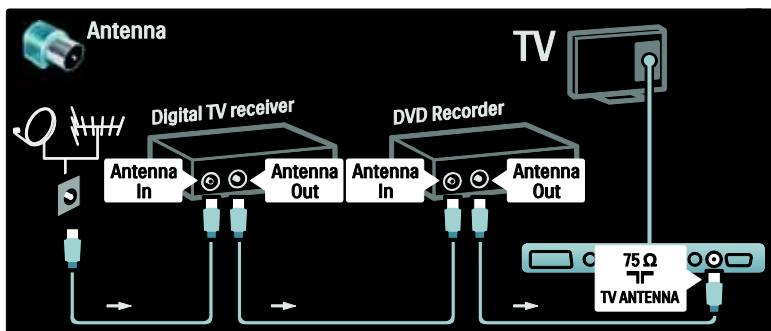 Antenna
TV
Digital TV receiver
DVD Recorder
Antenna
In
Antenna
Out
Antenna
In
Antenna
Out
75 Ω
TV ANTENNA